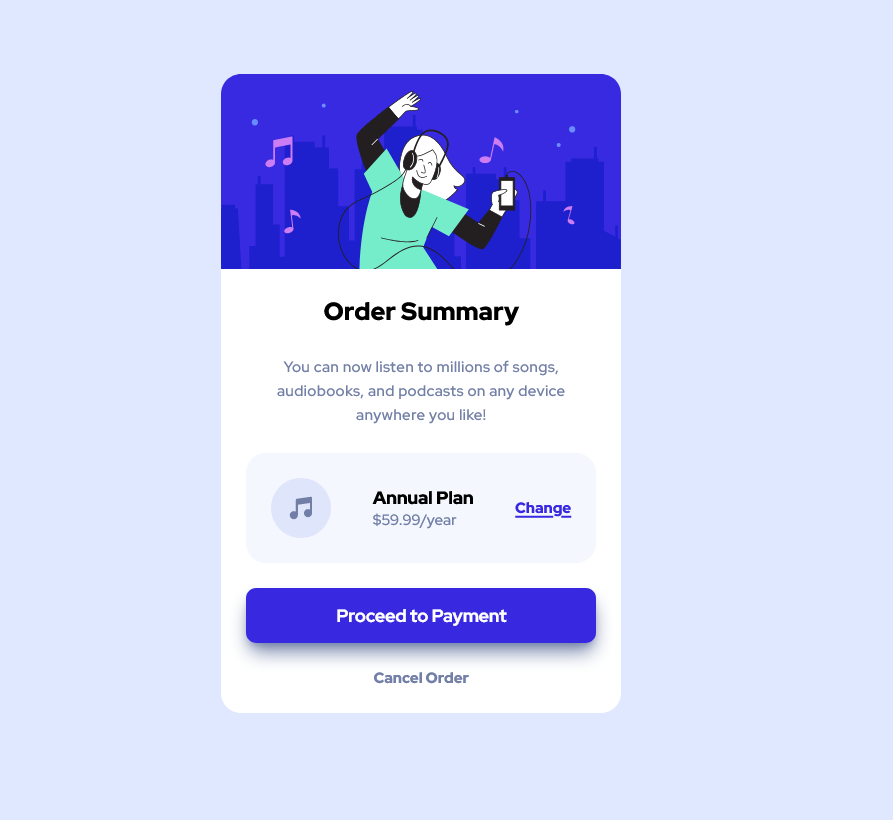 Order Summary
You can now listen to millions of songs,
audiobooks, and podcasts on any device
anywhere you like!
Annual Plan
$59.99/year
Change
Proceed to Payment
Cancel Order